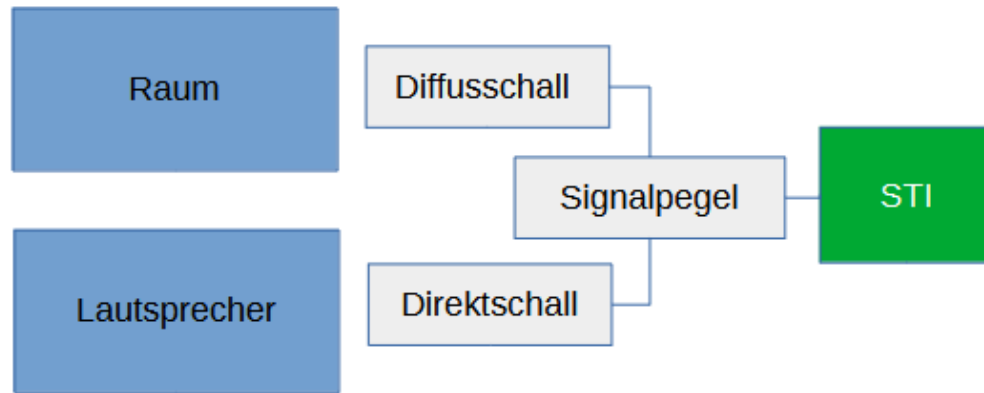 Raum
Diffusschall
Signalpegel
STI
Lautsprecher
Direktschall